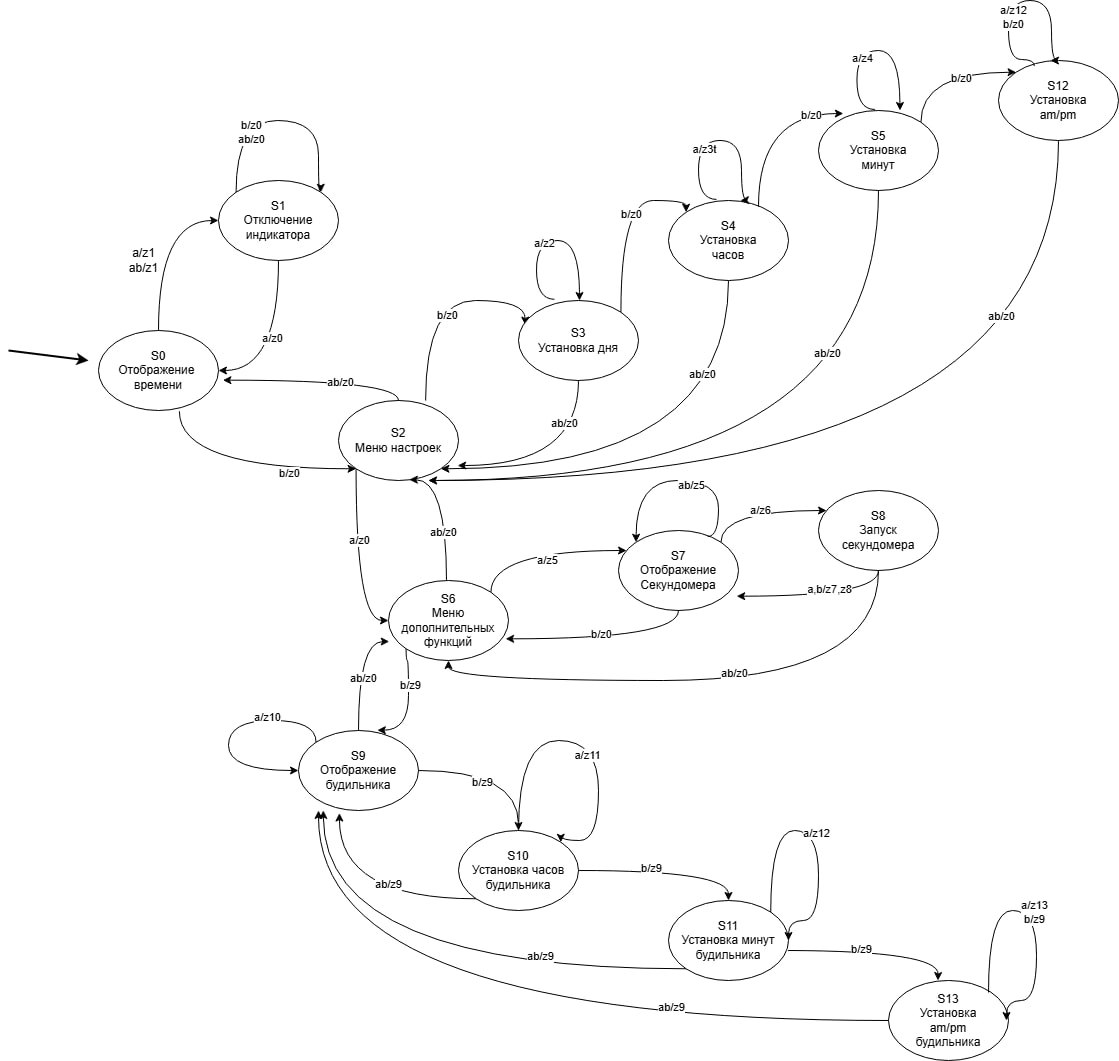 a/z12
b/z0
S12
Установка
am/pm
a/z4
b/z0
S5
Установка
минут
b/z0
a/z3t
b/z0
ab/z0
S1
Отключение
индикатора
b/z0
S4
Установка
часов
a/z2
a/z1
ab/z1
b/z0
S3
Установка дня
ab/z0
a/z0
S0
Отображение
времени
ab/z0
ab/z0
ab/z0
ab/z0
S2
Меню настроек
b/z0
ab/z5
a/z6
S8
Запуск
секундомера
a/z0
ab/z0
a/z5
S7
Отображение
Секундомера
a,b/z7,z8
S6
Меню
дополнительных
функций
b/z0
ab/z0
ab/z0
b/z9
a/z10
S9
Отображение
будильника
a/z11
b/z9
S10
Установка часов
будильника
a/z12
ab/z9
b/z9
S11
Установка минут
будильника
a/z13
b/z9
ab/z9
b/z9
S13
Установка
am/pm
будильника
ab/z9